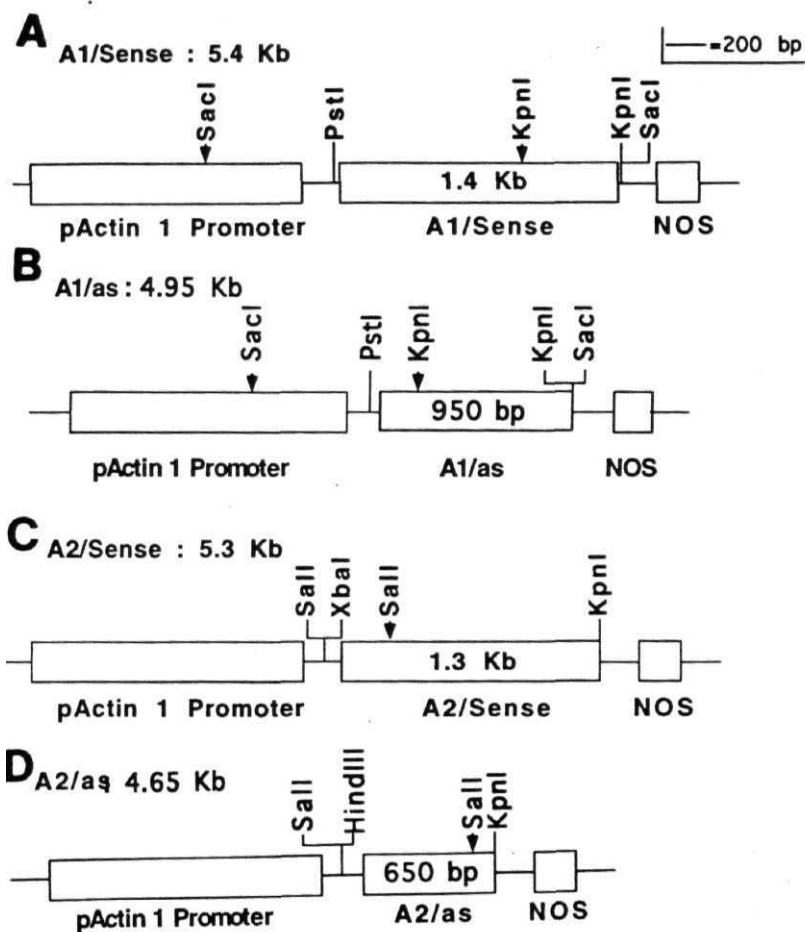 A
A1/Sense : 5.4 Kb
=200 bp
SacI
PstI
KpnI
KpnI
SacI
1.4 Kb
pActin 1 Promoter
A1/Sense
NOS
B
A1/as : 4.95 Kb
SacI
PstI
KpnI
KpnI
SacI
950 bp
pActin 1 Promoter
A1/as
NOS
C
A2/Sense : 5.3 Kb
SalI
XbaI
SalI
KpnI
1.3 Kb
pActin 1 Promoter
A2/Sense
NOS
D
A2/as: 4.65 Kb
SalI
HindIII
SalI
KpnI
650 bp
pActin 1 Promoter
A2/as
NOS